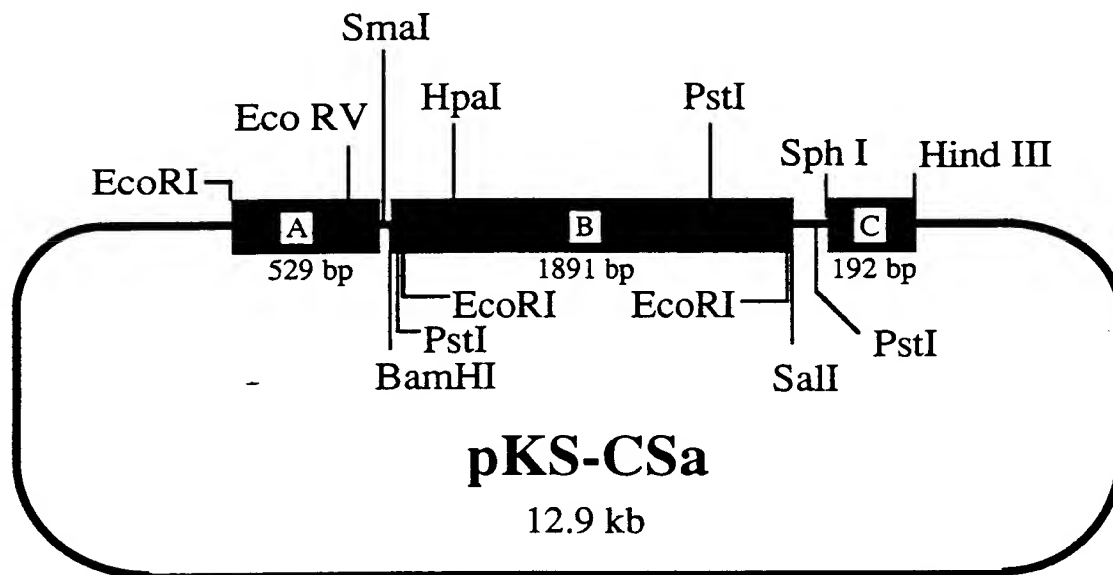 SmaI
HpaI
PstI
Eco RV
Sph I
Hind III
EcoRI
A
B
C
529 bp
1891 bp
192 bp
EcoRI
EcoRI
PstI
PstI
BamHI
SalI
pKS-CSa
12.9 kb